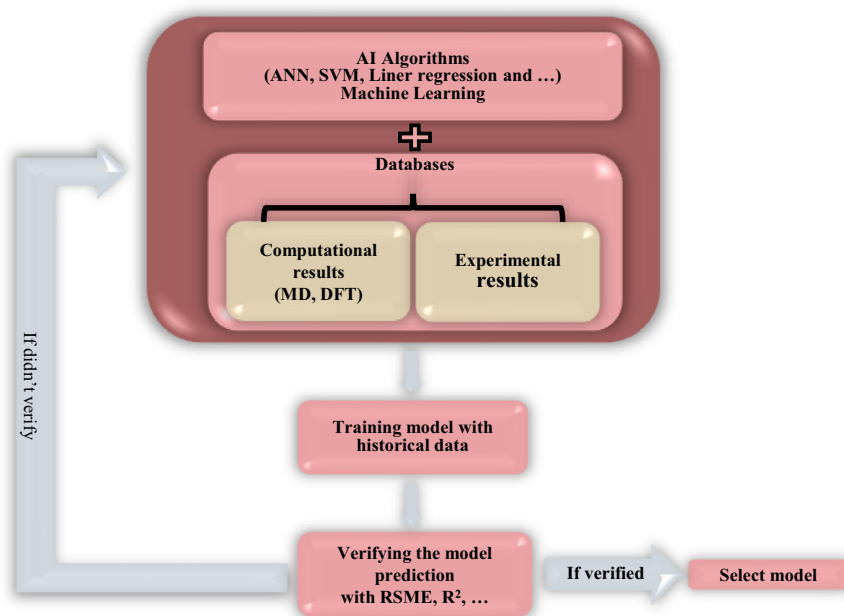 AI Algorithms
(ANN, SVM, Liner regression and …)
Machine Learning
Databases
Computational
results
(MD, DFT)
Experimental
results
Training model with
historical data
Verifying the model
prediction
with RSME, R², …
If verified
Select model
If didn’t verify